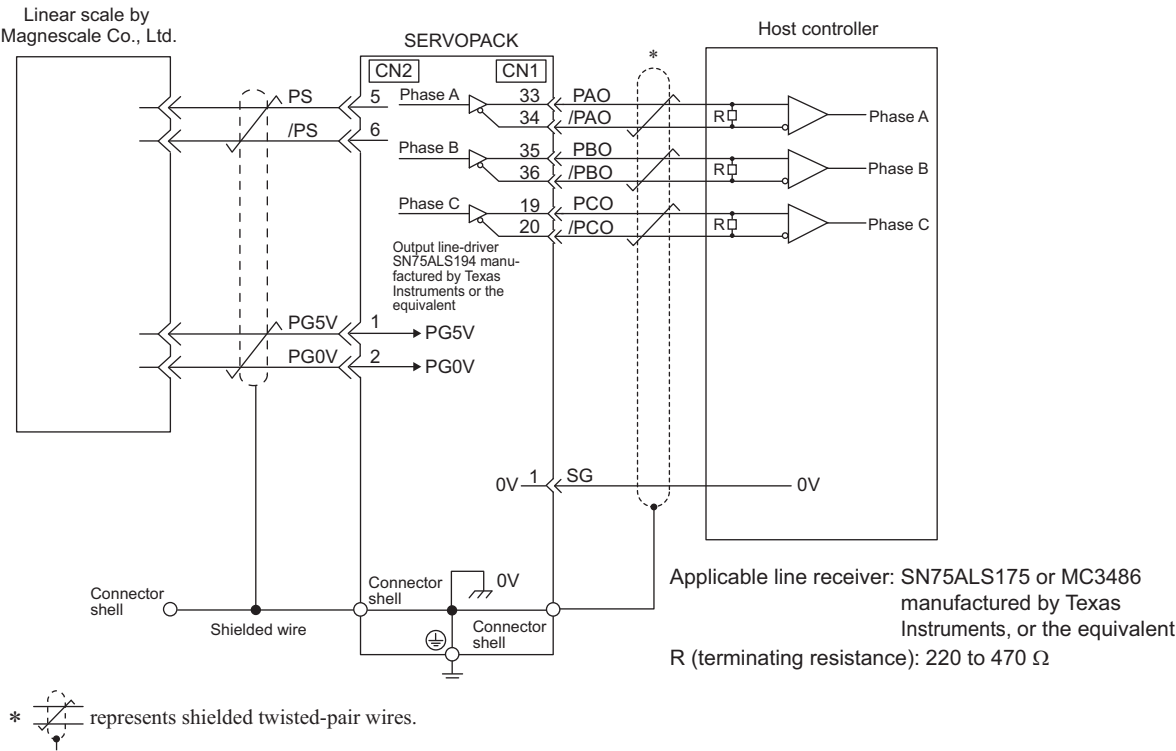 Linear scale by
Magnescale Co., Ltd.
SERVOPACK
Host controller
CN2
CN1
*
PS
5
Phase A
33
PAO
34
/PAO
R
Phase A
/PS
6
Phase B
35
PBO
36
/PBO
R
Phase B
Phase C
19
PCO
20
/PCO
R
Phase C
Output line-driver
SN75ALS194 manu-
factured by Texas
Instruments or the
equivalent
PG5V
1
PG5V
PG0V
2
PG0V
0V
1
SG
0V
Connector
shell
Shielded wire
Connector
shell
0V
Connector
shell
Applicable line receiver: SN75ALS175 or MC3486
manufactured by Texas
Instruments, or the equivalent
R (terminating resistance): 220 to 470 Ω
* represents shielded twisted-pair wires.